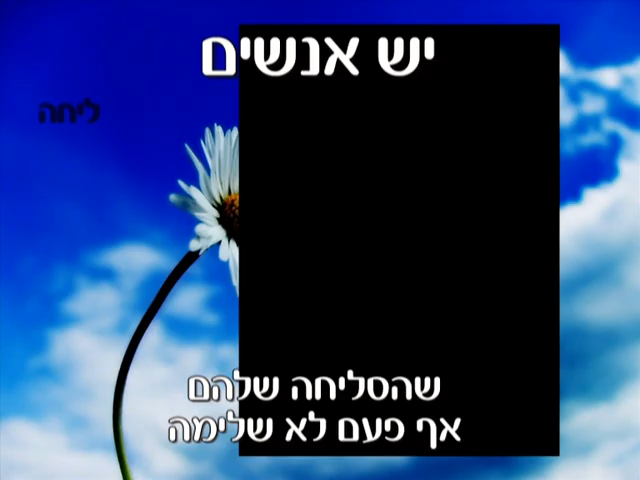 יש אנשים
ליחה
שהסליחה שלהם
אף פעם לא שלימה